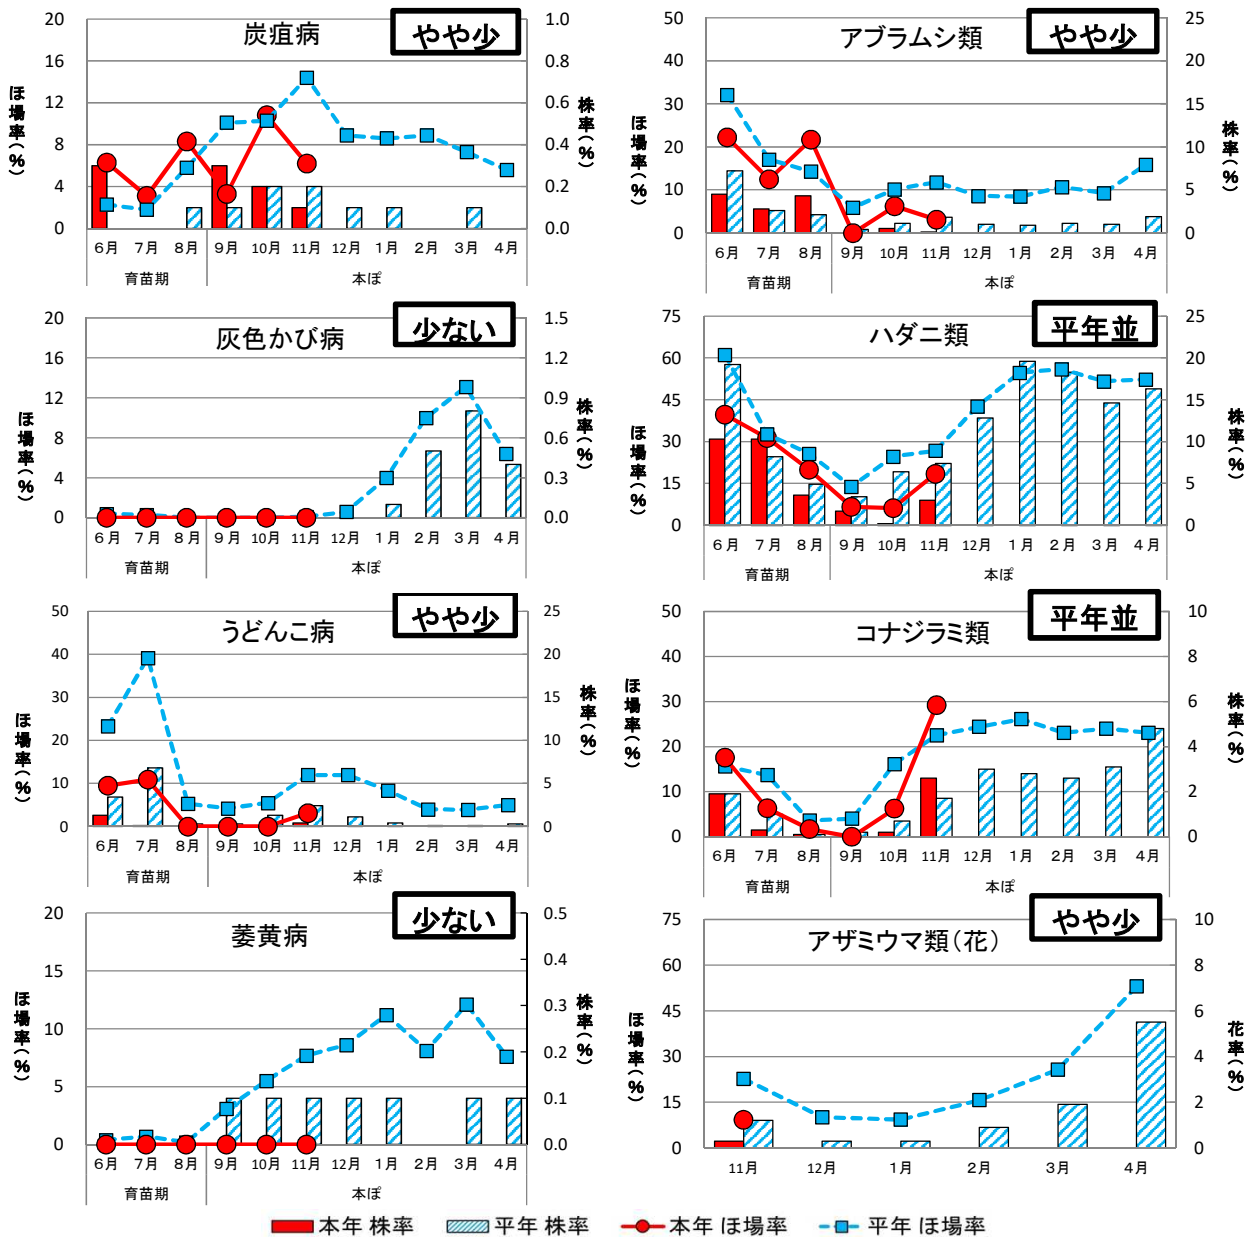 炭疽病
やや少
ほ場率(%)
株率(%)
20
16
12
8
4
0
1.0
0.8
0.6
0.4
0.2
0.0
6月 7月 8月 9月 10月 11月 12月 1月 2月 3月 4月
育苗期 本ぽ
アブラムシ類
やや少
ほ場率(%)
株率(%)
50
40
30
20
10
0
25
20
15
10
5
0
6月 7月 8月 9月 10月 11月 12月 1月 2月 3月 4月
育苗期 本ぽ
灰色かび病
少ない
ほ場率(%)
株率(%)
20
16
12
8
4
0
1.5
1.2
0.9
0.6
0.3
0.0
6月 7月 8月 9月 10月 11月 12月 1月 2月 3月 4月
育苗期 本ぽ
ハダニ類
平年並
ほ場率(%)
株率(%)
75
60
45
30
15
0
25
20
15
10
5
0
6月 7月 8月 9月 10月 11月 12月 1月 2月 3月 4月
育苗期 本ぽ
うどんこ病
やや少
ほ場率(%)
株率(%)
50
40
30
20
10
0
25
20
15
10
5
0
6月 7月 8月 9月 10月 11月 12月 1月 2月 3月 4月
育苗期 本ぽ
コナジラミ類
平年並
ほ場率(%)
株率(%)
50
40
30
20
10
0
10
8
6
4
2
0
6月 7月 8月 9月 10月 11月 12月 1月 2月 3月 4月
育苗期 本ぽ
萎黄病
少ない
ほ場率(%)
株率(%)
20
15
10
5
0
0.5
0.4
0.3
0.2
0.1
0.0
6月 7月 8月 9月 10月 11月 12月 1月 2月 3月 4月
育苗期 本ぽ
アザミウマ類(花)
やや少
ほ場率(%)
花率(%)
75
60
45
30
15
0
10
8
6
4
2
0
11月 12月 1月 2月 3月 4月
本年 株率 平年 株率 本年 ほ場率 平年 ほ場率